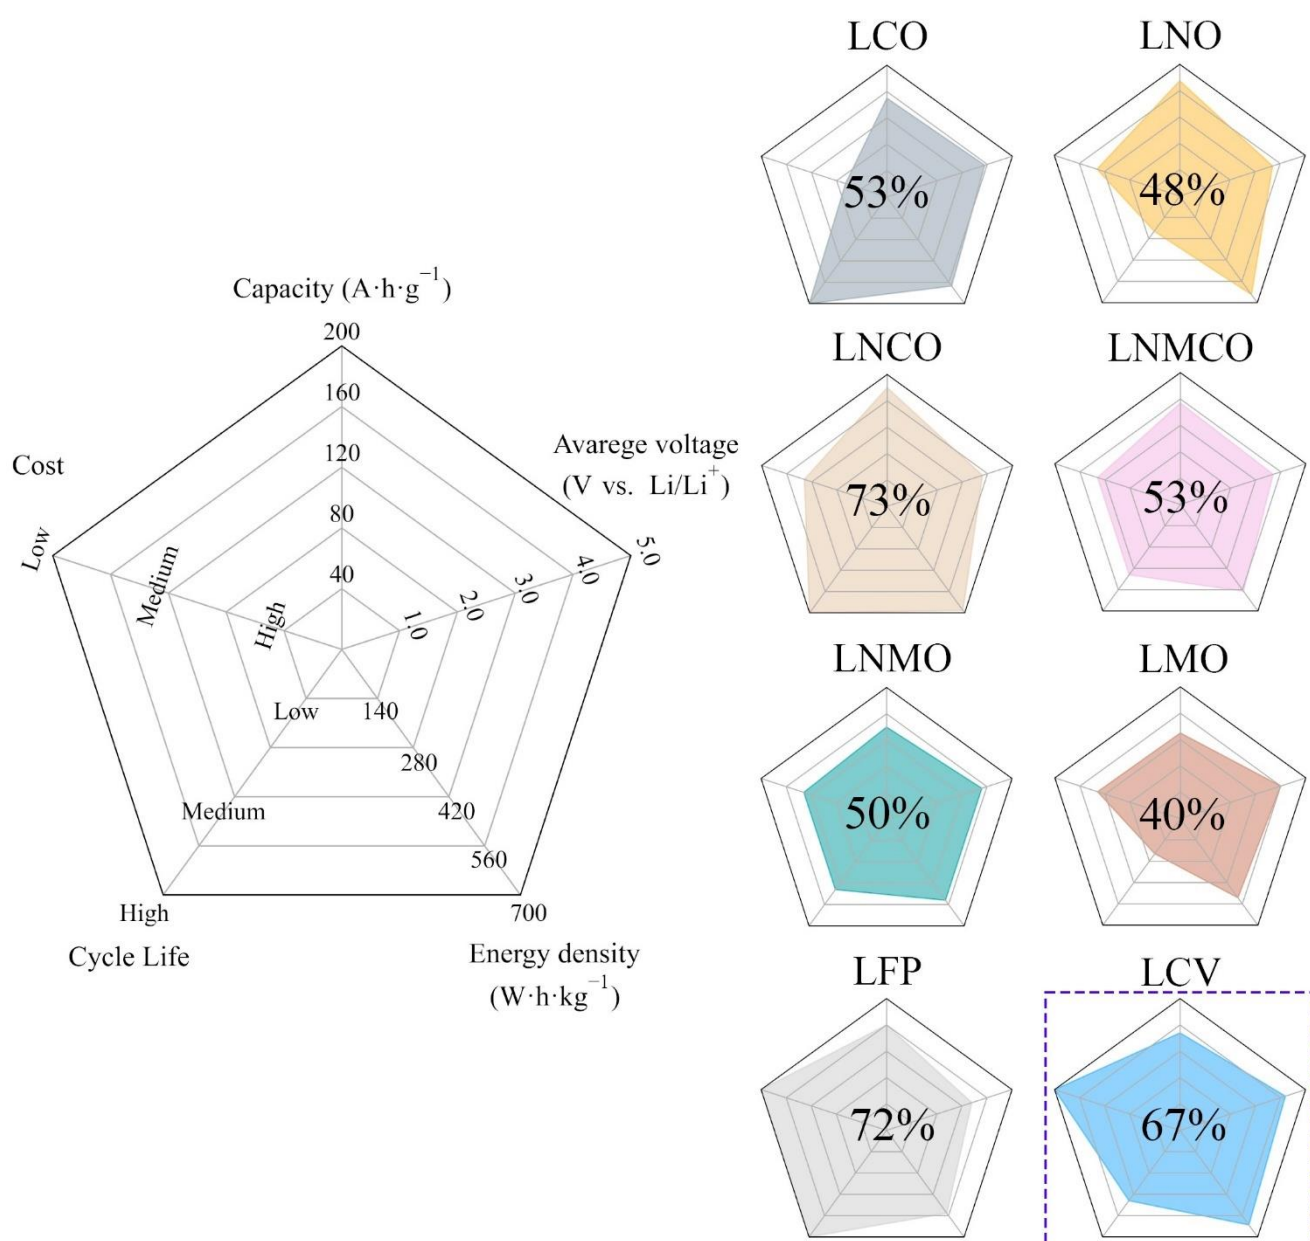 Capacity (A·h·g⁻¹)
200
160
120
80
40
Avarege voltage
(V vs. Li/Li⁺)
5.0
4.0
3.0
2.0
1.0
Cost
Low
Medium
High
Low
Medium
High
Cycle Life
140
280
420
560
700
Energy density
(W·h·kg⁻¹)
LCO
53%
LNO
48%
LNCO
73%
LNMCO
53%
LNMO
50%
LMO
40%
LFP
72%
LCV
67%